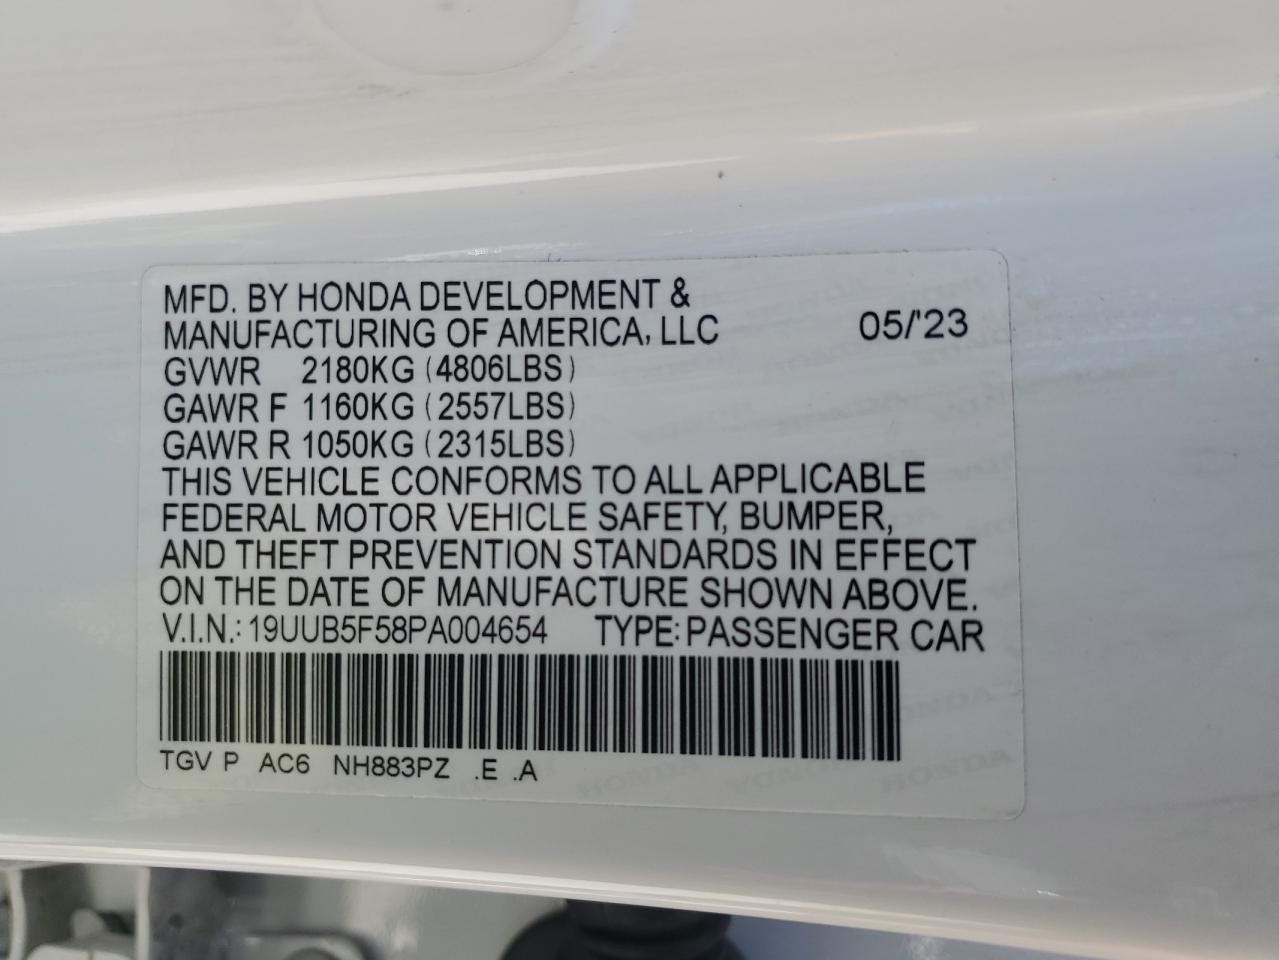 MFD. BY HONDA DEVELOPMENT &
MANUFACTURING OF AMERICA, LLC 05/'23
GVWR 2180KG (4806LBS)
GAWR F 1160KG (2557LBS)
GAWR R 1050KG (2315LBS)
THIS VEHICLE CONFORMS TO ALL APPLICABLE
FEDERAL MOTOR VEHICLE SAFETY, BUMPER,
AND THEFT PREVENTION STANDARDS IN EFFECT
ON THE DATE OF MANUFACTURE SHOWN ABOVE.
V.I.N.: 19UUB5F58PA004654 TYPE: PASSENGER CAR
TGV P AC6 NH883PZ .E .A